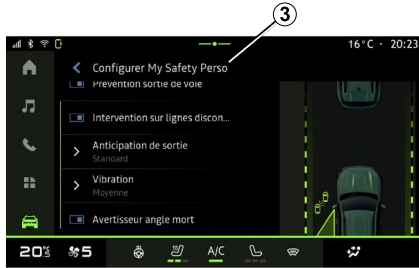 3
16°C · 20:23
Configurer My Safety Perso
Prévention sortie de voie
Intervention sur lignes discon...
Anticipation de sortie
Standard
Vibration
Moyenne
Avertisseur angle mort
20.5 5 A/C